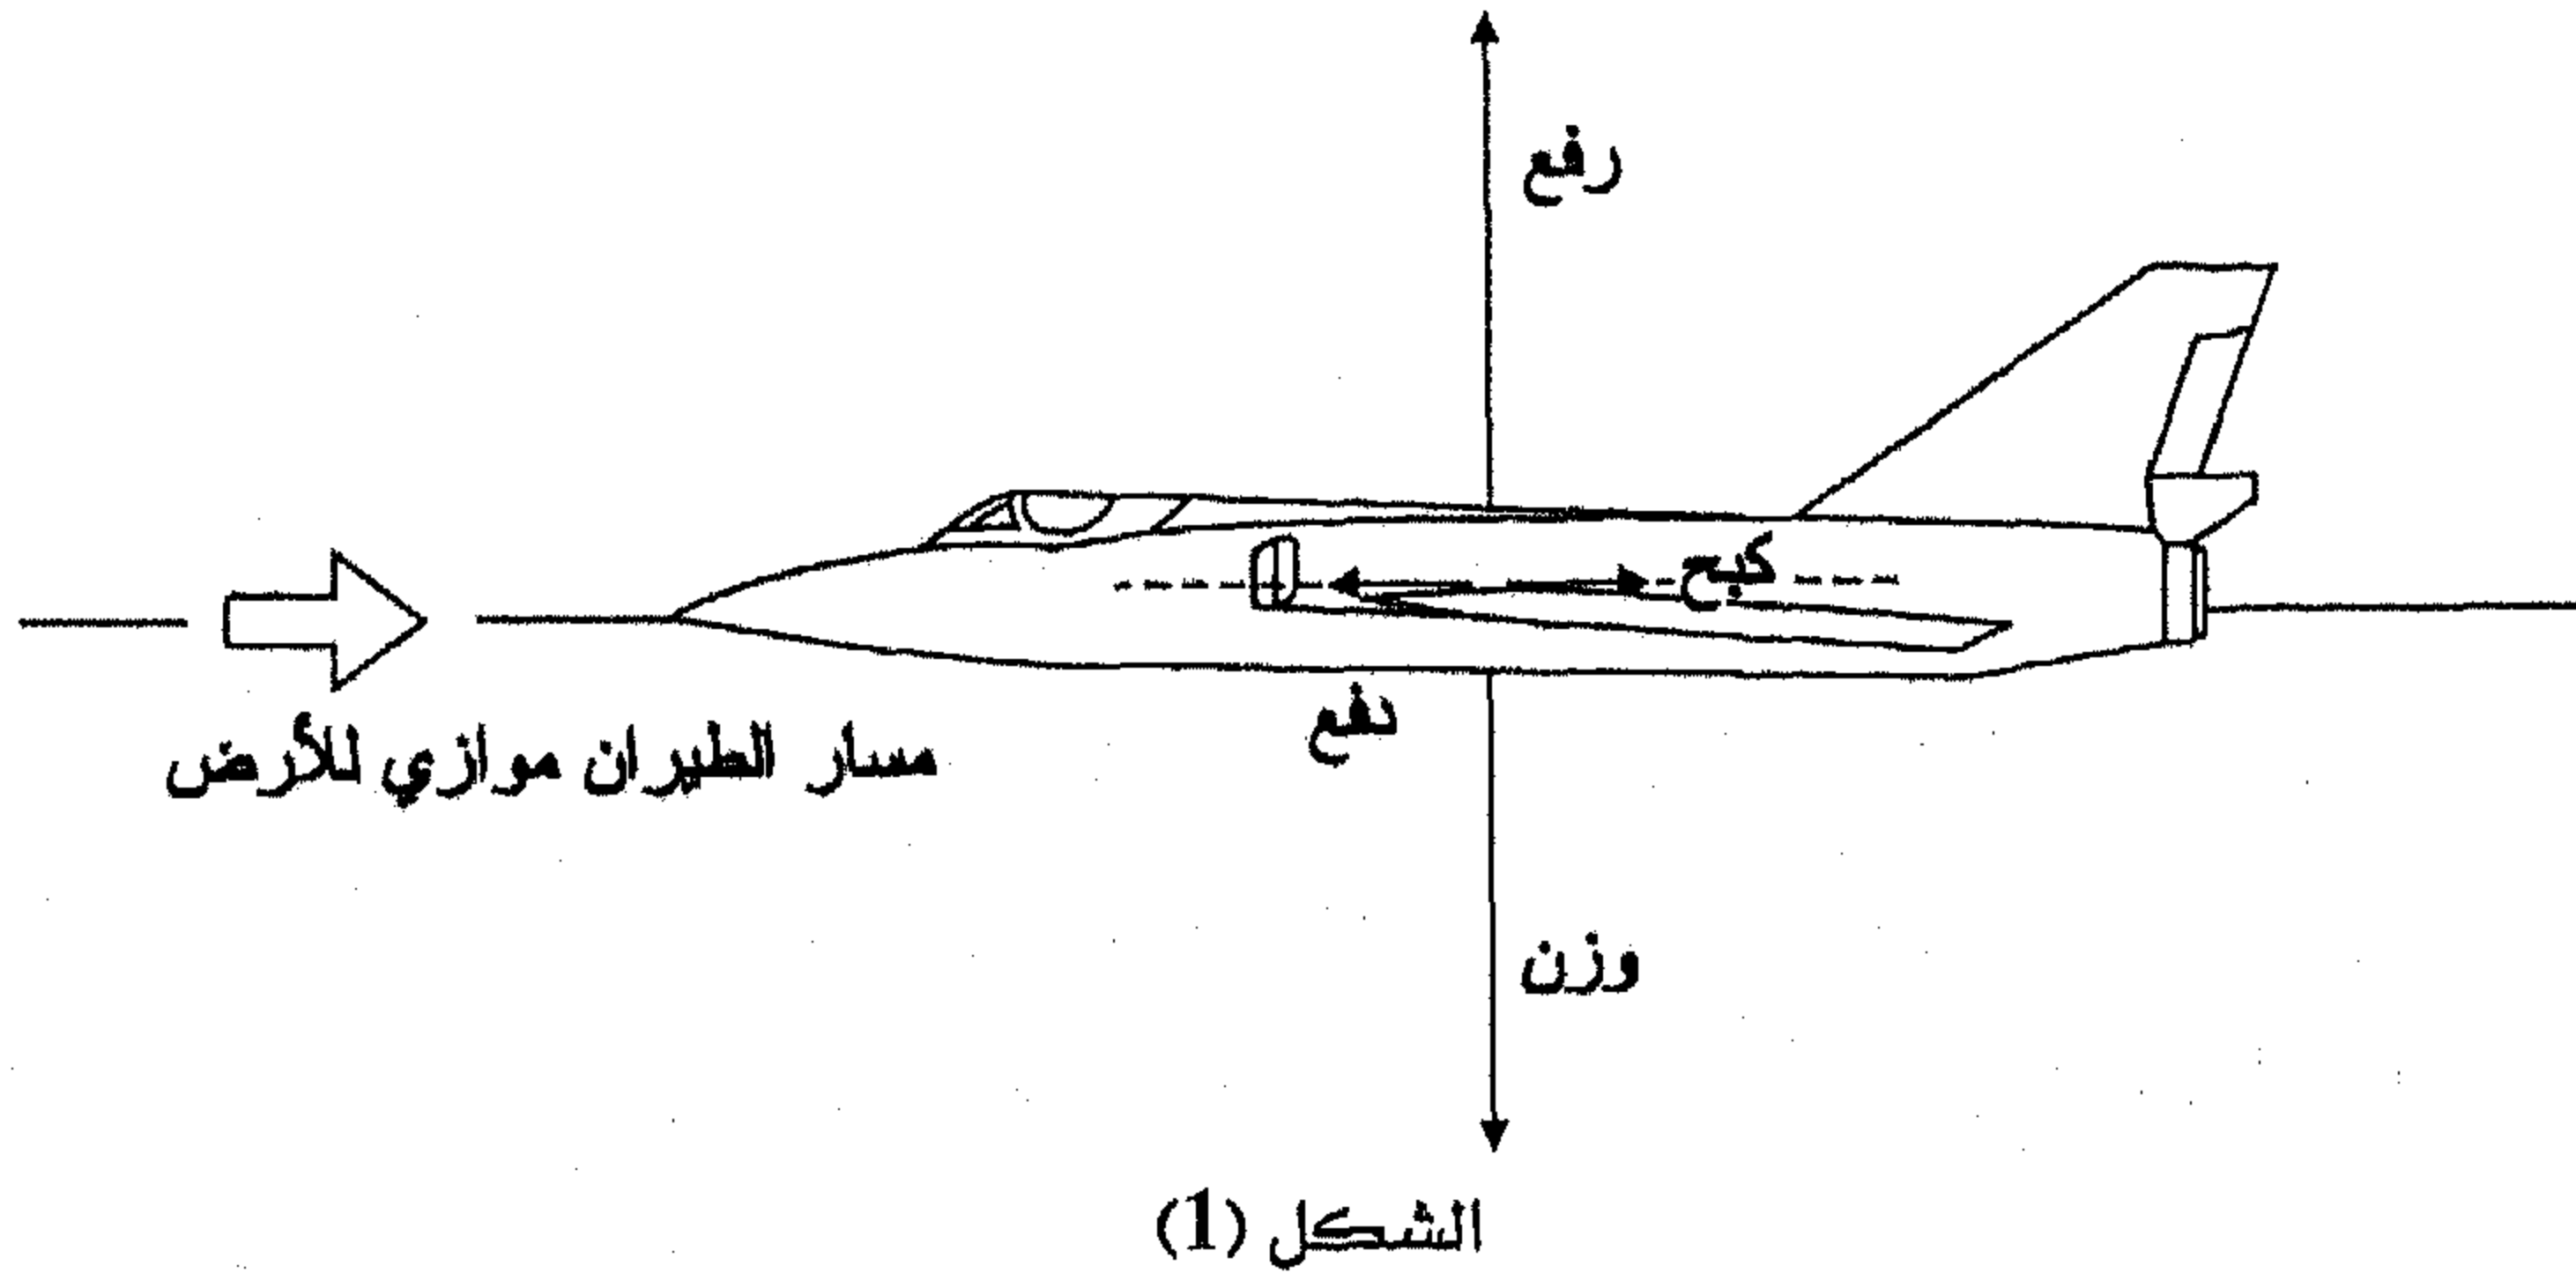 رفع
كبح
دفع
مسار الطيران موازي للأرض
وزن
الشكل (1)